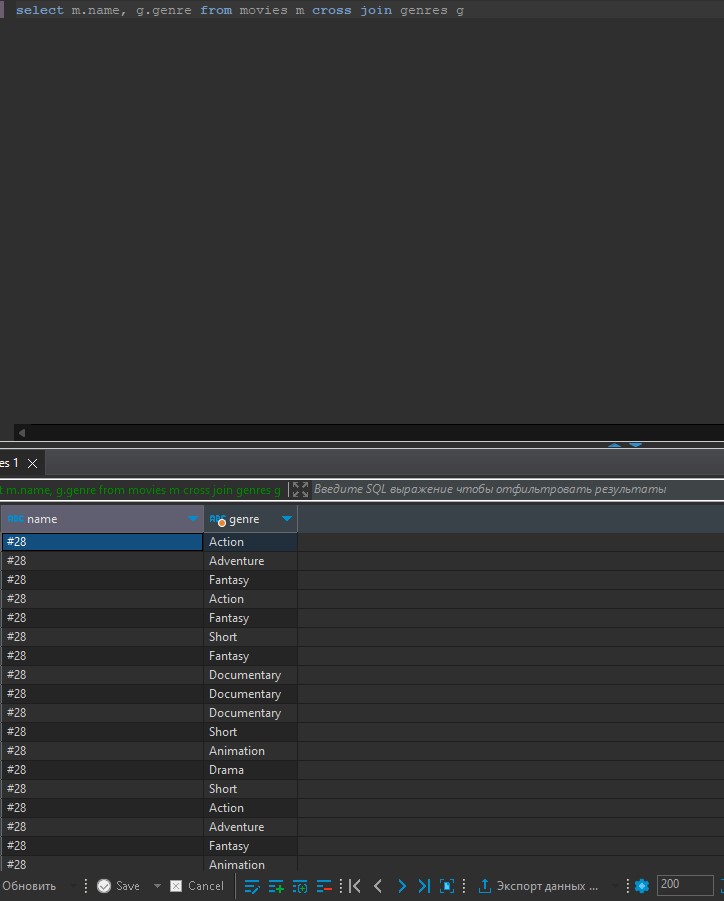 select m.name, g.genre from movies m cross join genres g
es 1
t m.name, g.genre from movies m cross join genres g Введите SQL выражение чтобы отфильтровать результаты
ABC name ABC genre
#28 Action
#28 Adventure
#28 Fantasy
#28 Action
#28 Fantasy
#28 Short
#28 Fantasy
#28 Documentary
#28 Documentary
#28 Documentary
#28 Short
#28 Animation
#28 Drama
#28 Short
#28 Action
#28 Adventure
#28 Fantasy
#28 Animation
Обновить Save Cancel Экспорт данных ... 200